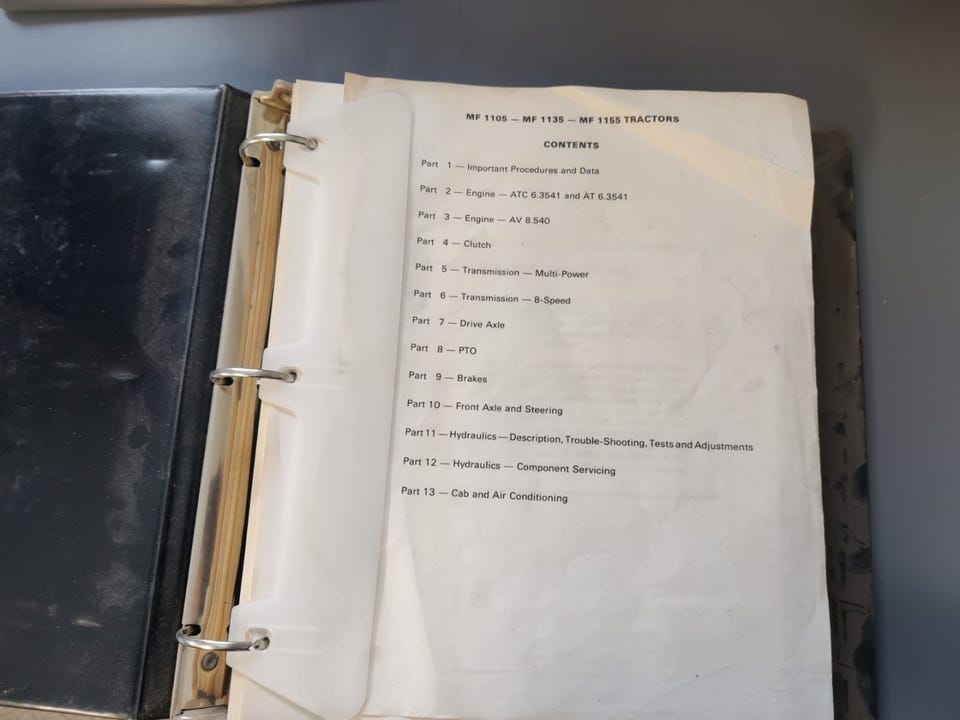 MF 1105 — MF 1135 — MF 1155 TRACTORS
CONTENTS
Part 1 — Important Procedures and Data
Part 2 — Engine — ATC 6.3541 and AT 6.3541
Part 3 — Engine — AV 8.540
Part 4 — Clutch
Part 5 — Transmission — Multi-Power
Part 6 — Transmission — 8-Speed
Part 7 — Drive Axle
Part 8 — PTO
Part 9 — Brakes
Part 10 — Front Axle and Steering
Part 11 — Hydraulics — Description, Trouble-Shooting, Tests and Adjustments
Part 12 — Hydraulics — Component Servicing
Part 13 — Cab and Air Conditioning